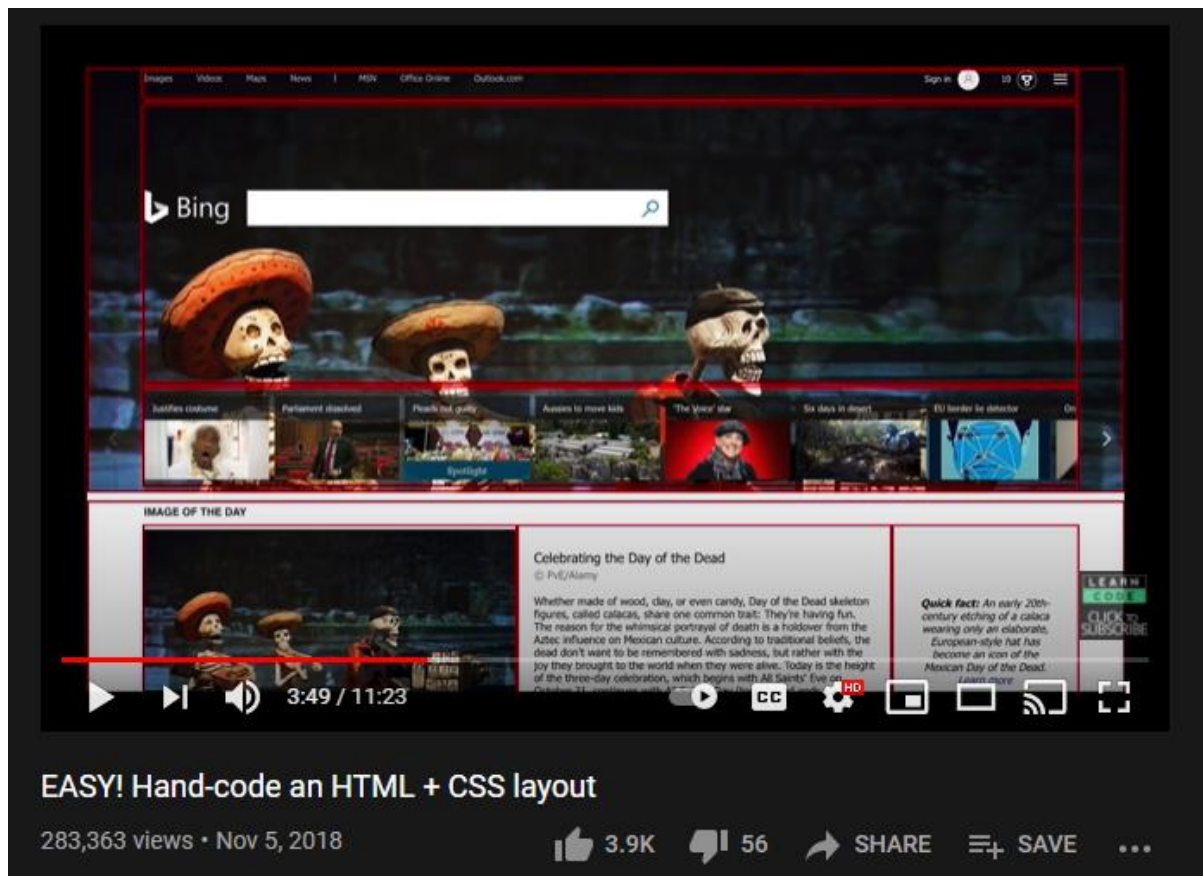 Images Videos Maps News | MSN Office Online Outlook.com Sign in 10
Bing
Justifies costume Parliament dissolved Pleads not guilty Aussies to move kids 'The Voice' star Six days in desert EU border lie detector On
Spotlight
IMAGE OF THE DAY
Celebrating the Day of the Dead
© PvE/Alamy
Whether made of wood, clay, or even candy, Day of the Dead skeleton
figures, called calacas, share one common trait: They're having fun.
The reason for the whimsical portrayal of death is a holdover from the
Aztec influence on Mexican culture. According to traditional beliefs, the
dead don't want to be remembered with sadness, but rather with the
joy they brought to the world when they were alive. Today is the height
of the three-day celebration, which begins with All Saints' Eve on
October 31, continues with
Quick fact: An early 20th-
century etching of a calaca
wearing only an elaborate,
European-style hat has
become an icon of the
Mexican Day of the Dead.
Learn more
LEARN
CODE
CLICK TO
SUBSCRIBE
3:49 / 11:23
CC
HD
EASY! Hand-code an HTML + CSS layout
283,363 views • Nov 5, 2018
3.9K 56 SHARE SAVE